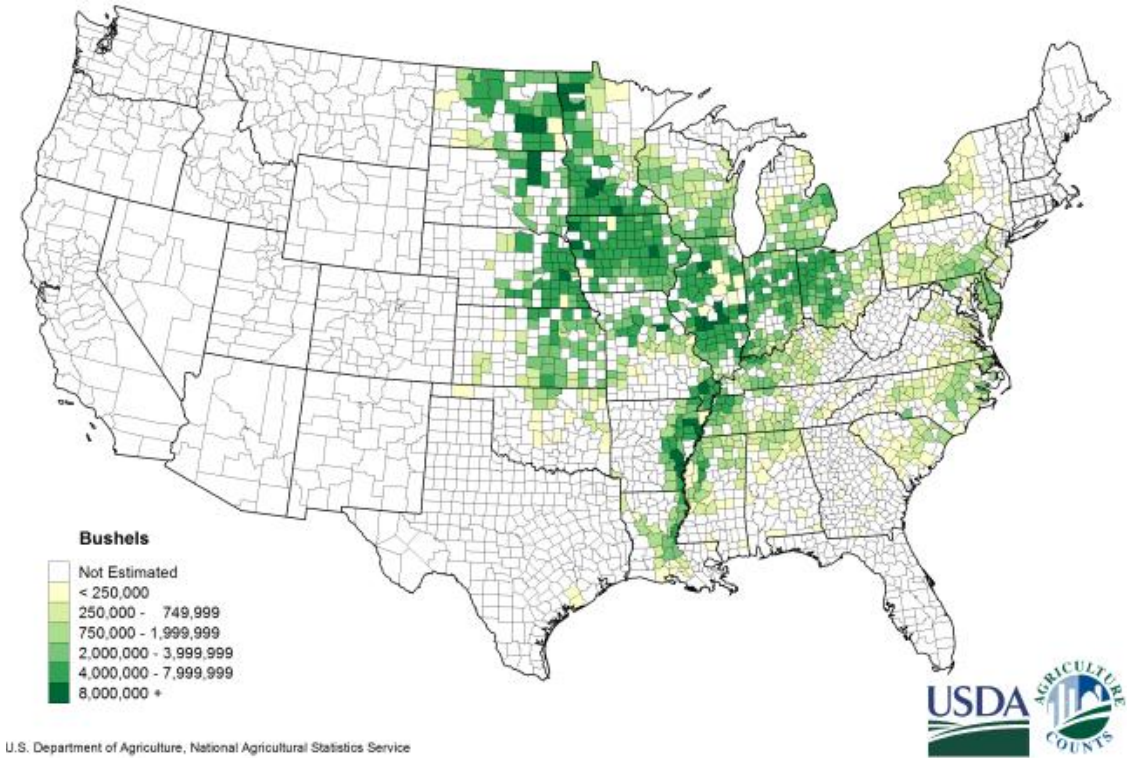 Bushels
Not Estimated
< 250,000
250,000 - 749,999
750,000 - 1,999,999
2,000,000 - 3,999,999
4,000,000 - 7,999,999
8,000,000 +
USDA
AGRICULTURE
COUNTS
U.S. Department of Agriculture, National Agricultural Statistics Service